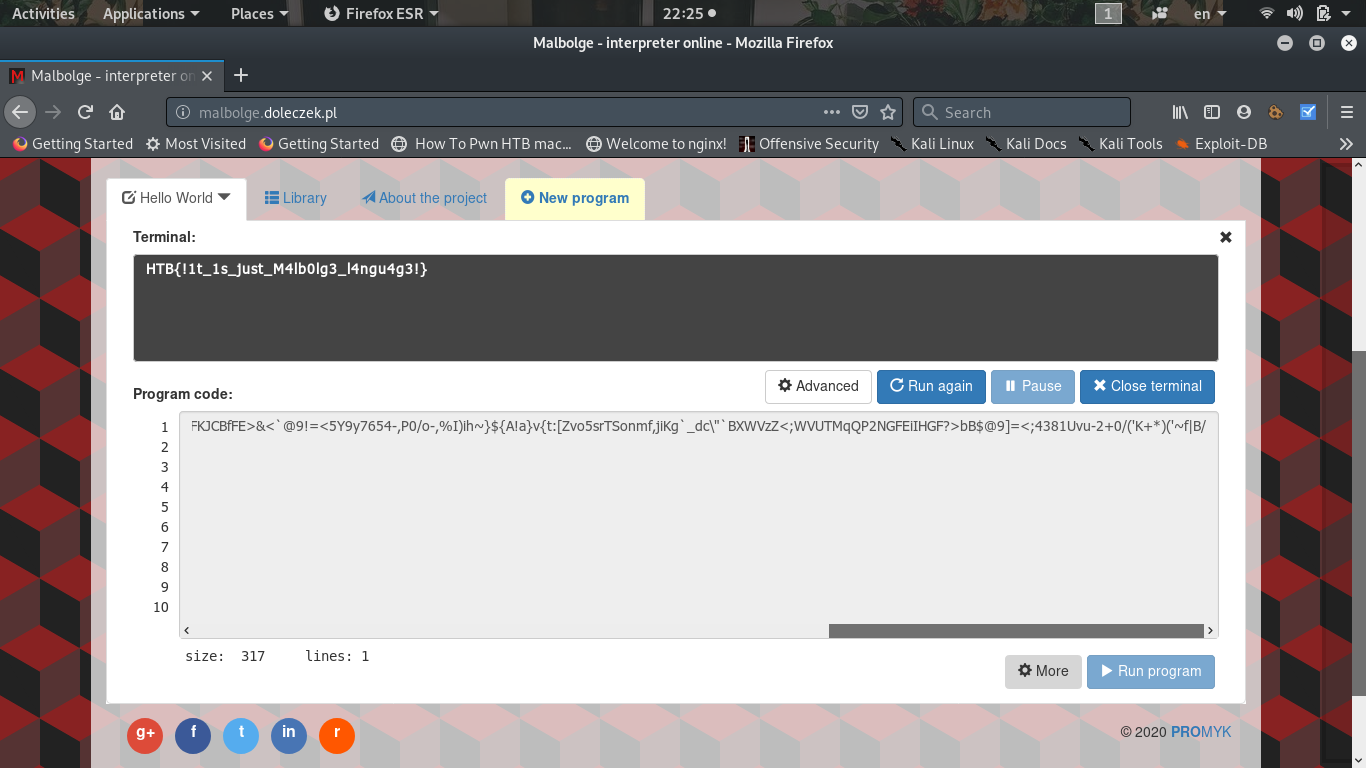 Activities Applications Places Firefox ESR 22:25 1 en
Malbolge - interpreter online - Mozilla Firefox
Malbolge - interpreter on
malbolge.doleczek.pl Search
Getting Started Most Visited Getting Started How To Pwn HTB mac... Welcome to nginx! Offensive Security Kali Linux Kali Docs Kali Tools Exploit-DB
Hello World Library About the project New program
Terminal:
HTB{!1t_1s_just_M4lb0lg3_l4ngu4g3!}
Advanced Run again Pause Close terminal
Program code:
1 FKJCBfFE>&<`@9!=<5Y9y7654-,P0/o-,%I)ih~}${A!a}v{t:[Zvo5srTSonmf,jiKg`_dc\"`BXWVzZ<;WVUTMqQP2NGFEiIHGF?>bB$@9]=<;4381Uvu-2+0/('K+*)('~f|B/
2
3
4
5
6
7
8
9
10
size: 317 lines: 1
More Run program
g+ f t in r © 2020 PROMYK